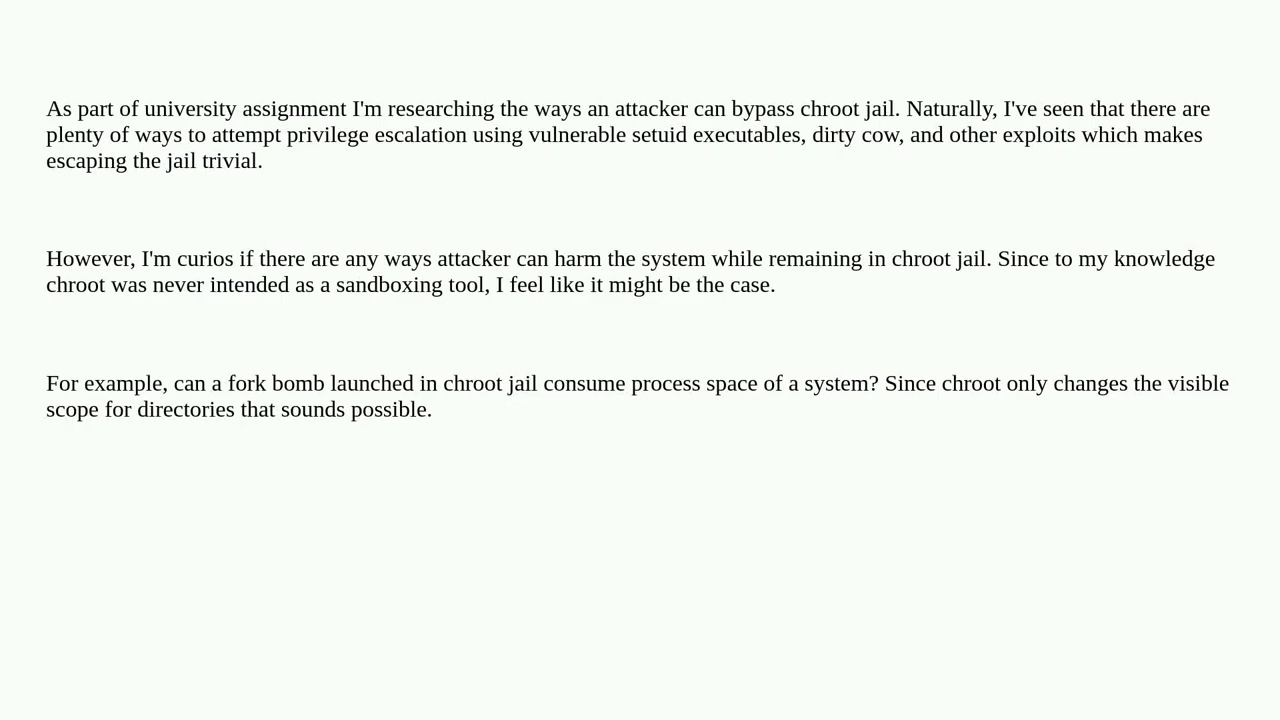 As part of university assignment I'm researching the ways an attacker can bypass chroot jail. Naturally, I've seen that there are
plenty of ways to attempt privilege escalation using vulnerable setuid executables, dirty cow, and other exploits which makes
escaping the jail trivial.
However, I'm curios if there are any ways attacker can harm the system while remaining in chroot jail. Since to my knowledge
chroot was never intended as a sandboxing tool, I feel like it might be the case.
For example, can a fork bomb launched in chroot jail consume process space of a system? Since chroot only changes the visible
scope for directories that sounds possible.